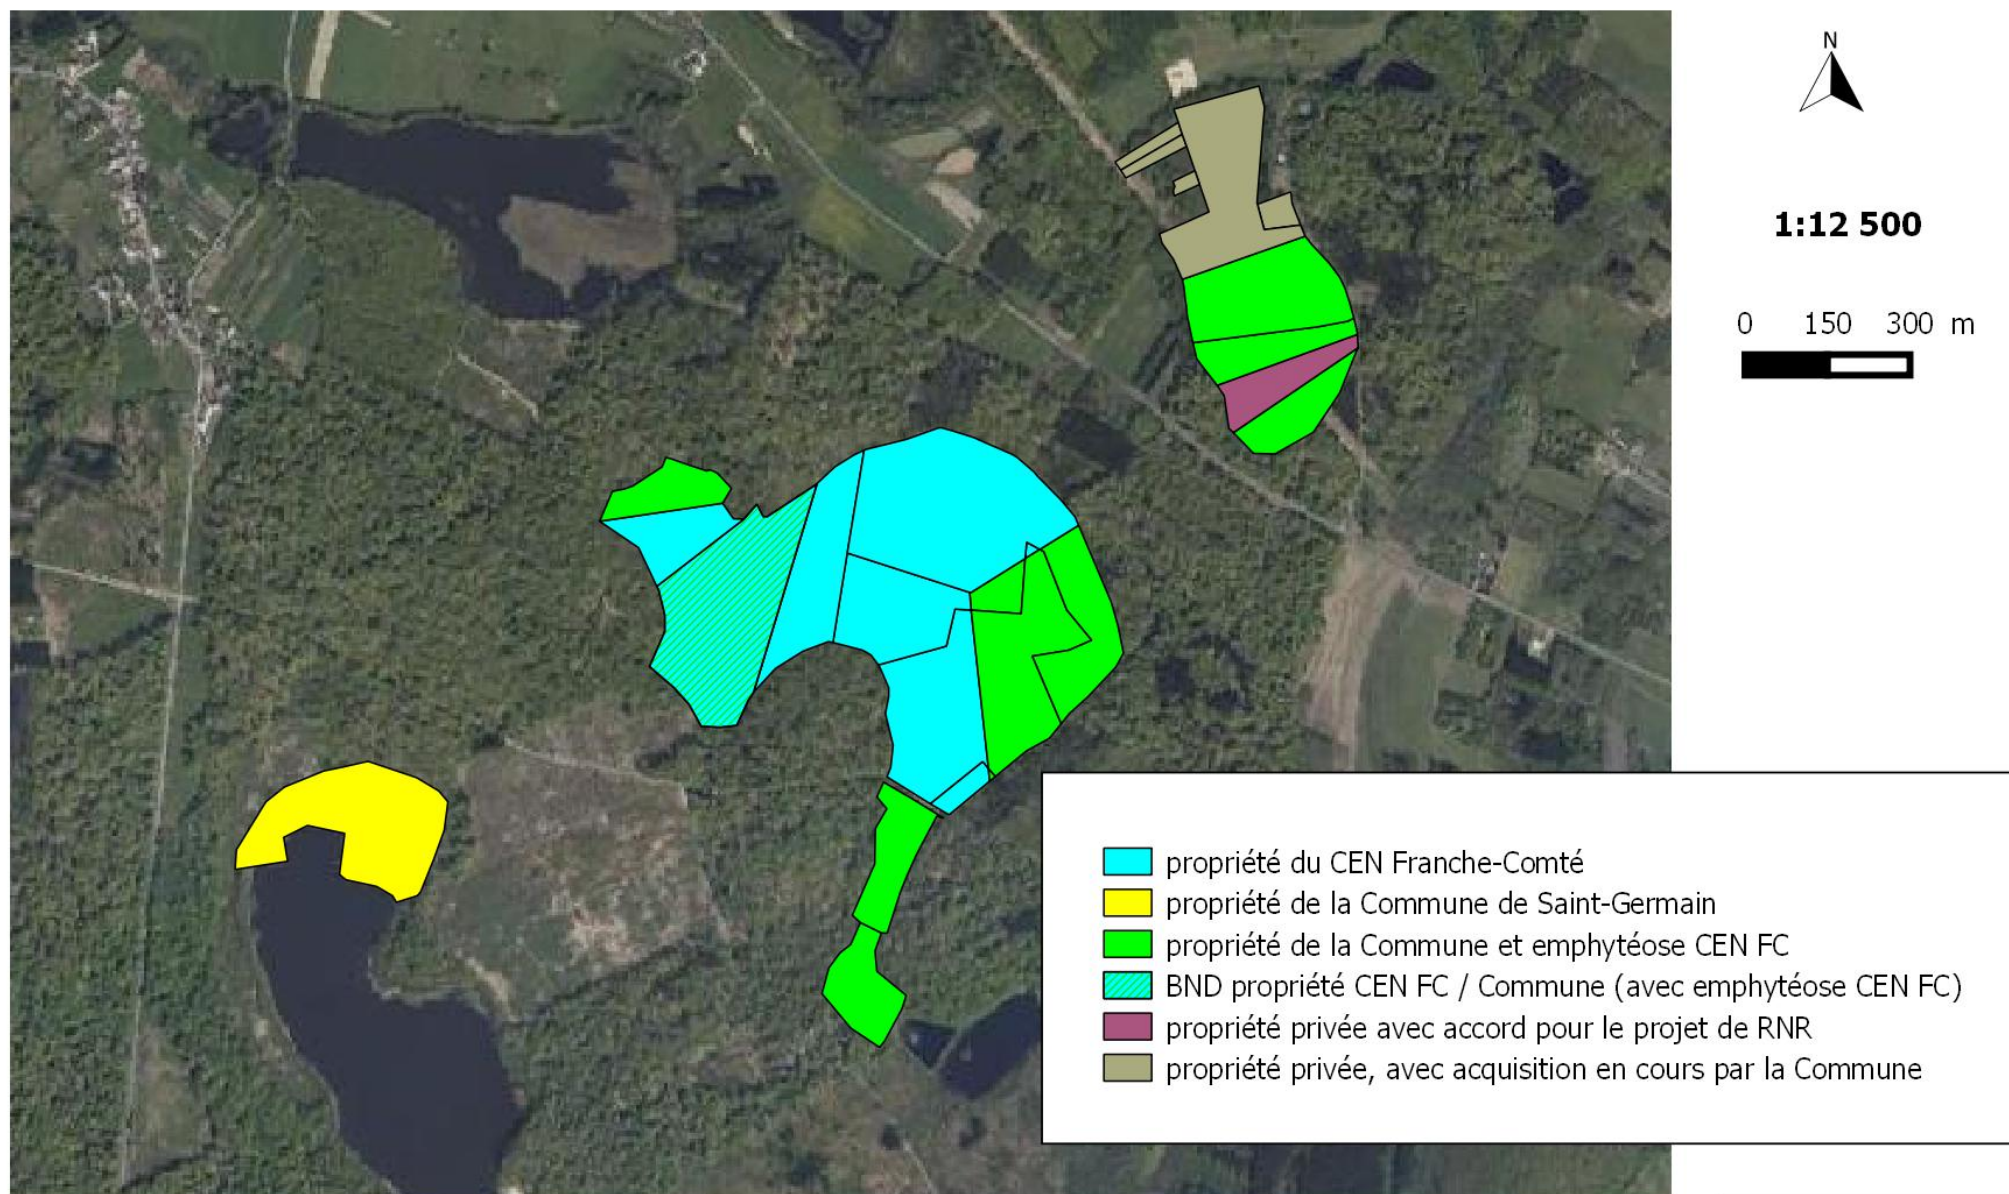 N
1:12 500
0 150 300 m
propriété du CEN Franche-Comté
propriété de la Commune de Saint-Germain
propriété de la Commune et emphytéose CEN FC
BND propriété CEN FC / Commune (avec emphytéose CEN FC)
propriété privée avec accord pour le projet de RNR
propriété privée, avec acquisition en cours par la Commune